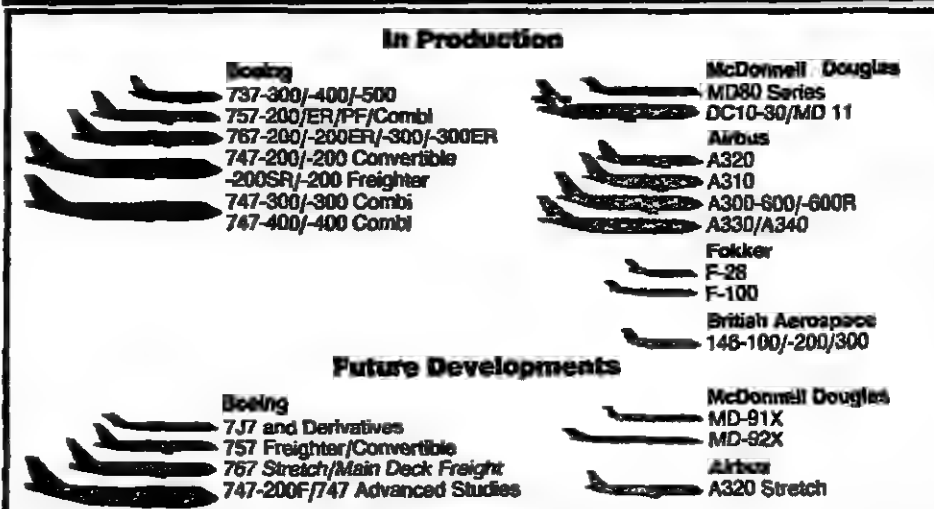 In Production
Boeing
737-300/-400/-500
757-200/ER/PF/Combi
767-200/-200ER/-300/-300ER
747-200/-200 Convertible
-200SR/-200 Freighter
747-300/-300 Combi
747-400/-400 Combi
McDonnell Douglas
MD80 Series
DC10-30/MD 11
Airbus
A320
A310
A300-600/-600R
A330/A340
Fokker
F-28
F-100
British Aerospace
146-100/-200/300
Future Developments
Boeing
7J7 and Derivatives
757 Freighter/Convertible
767 Stretch/Main Deck Freight
747-200F/747 Advanced Studies
McDonnell Douglas
MD-91X
MD-92X
Airbus
A320 Stretch